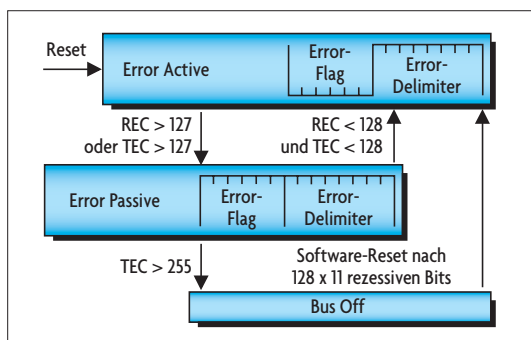 Reset
Error Active
Error-
Flag
Error-
Delimiter
REC > 127
oder TEC > 127
REC < 128
und TEC < 128
Error Passive
Error-
Flag
Error-
Delimiter
TEC > 255
Software-Reset nach
128 x 11 rezessiven Bits
Bus Off